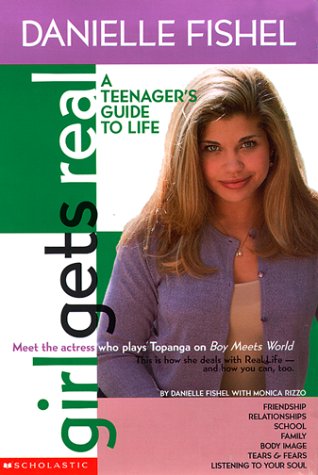 DANIELLE FISHEL
A
TEENAGER'S
GUIDE
TO LIFE
girl gets real
Meet the actress who plays Topanga on Boy Meets World
This is how she deals with Real Life —
and how you can, too.
BY DANIELLE FISHEL WITH MONICA RIZZO
FRIENDSHIP
RELATIONSHIPS
SCHOOL
FAMILY
BODY IMAGE
TEARS & FEARS
LISTENING TO YOUR SOUL
SCHOLASTIC